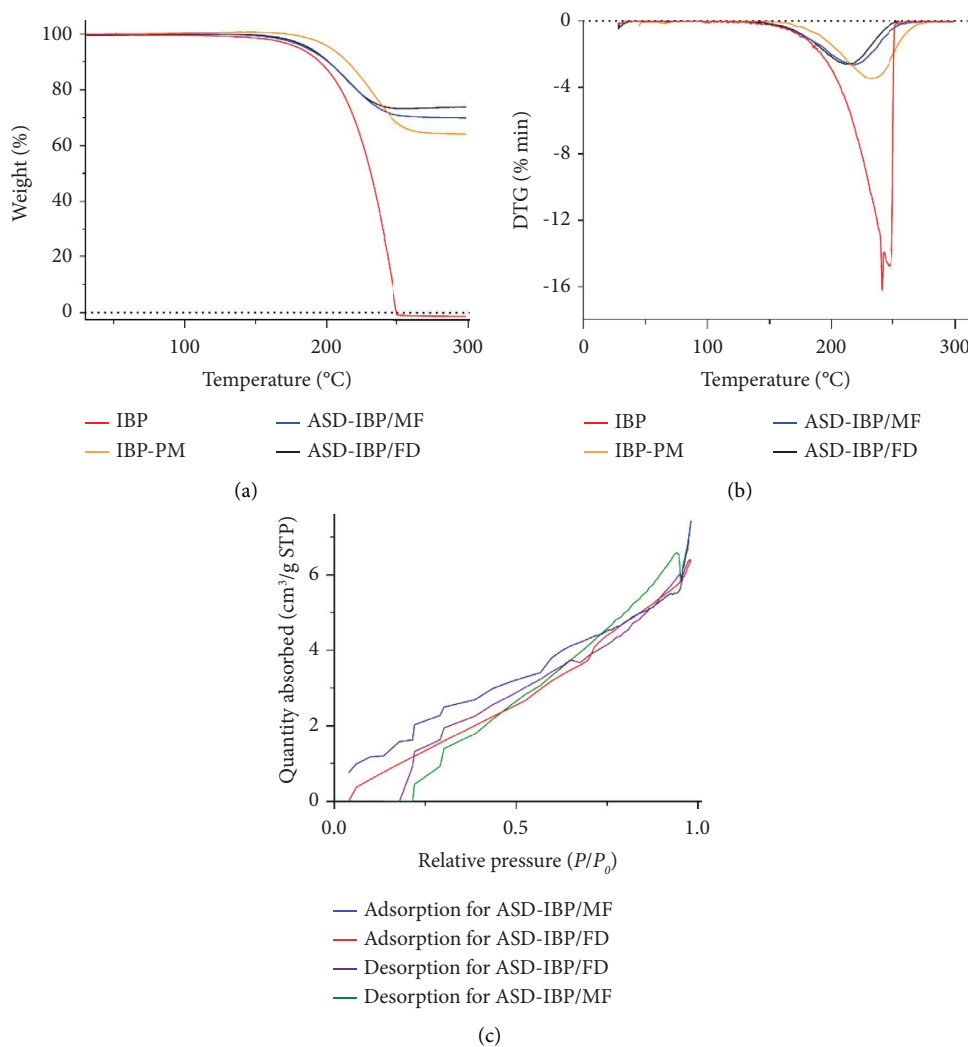 100
80
60
40
20
0
Weight (%)
100
200
300
Temperature (°C)
IBP
IBP-PM
ASD-IBP/MF
ASD-IBP/FD
(a)
0
-4
-8
-12
-16
DTG (% min)
0
100
200
300
Temperature (°C)
IBP
IBP-PM
ASD-IBP/MF
ASD-IBP/FD
(b)
6
4
2
0
Quantity absorbed (cm³/g STP)
0.0
0.5
1.0
Relative pressure (P/P₀)
Adsorption for ASD-IBP/MF
Adsorption for ASD-IBP/FD
Desorption for ASD-IBP/FD
Desorption for ASD-IBP/MF
(c)